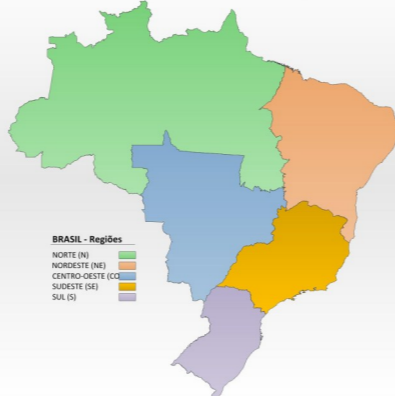 BRASIL - Regiões
NORTE (N)
NORDESTE (NE)
CENTRO-OESTE (CO
SUDESTE (SE)
SUL (S)